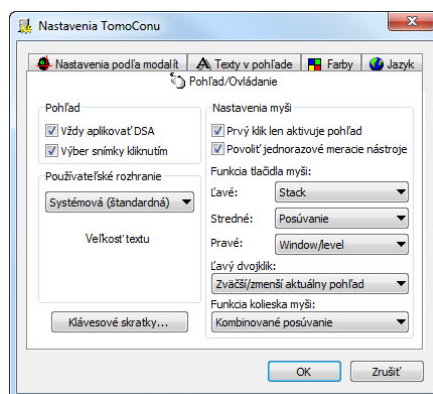 Nastavenia TomoConu
Nastavenia podľa modalít
Texty v pohľade
Farby
Jazyk
Pohľad/Ovládanie
Pohľad
Vždy aplikovať DSA
Výber snímky kliknutím
Používateľské rozhranie
Systémová (štandardná)
Veľkosť textu
Klávesové skratky...
Nastavenia myši
Prvý klik len aktivuje pohľad
Povoliť jednorazové meracie nástroje
Funkcia tlačidla myši:
Ľavé: Stack
Stredné: Posúvanie
Pravé: Window/level
Ľavý dvojklik:
Zväčší/zmenší aktuálny pohľad
Funkcia kolieska myši:
Kombinované posúvanie
OK
Zrušiť